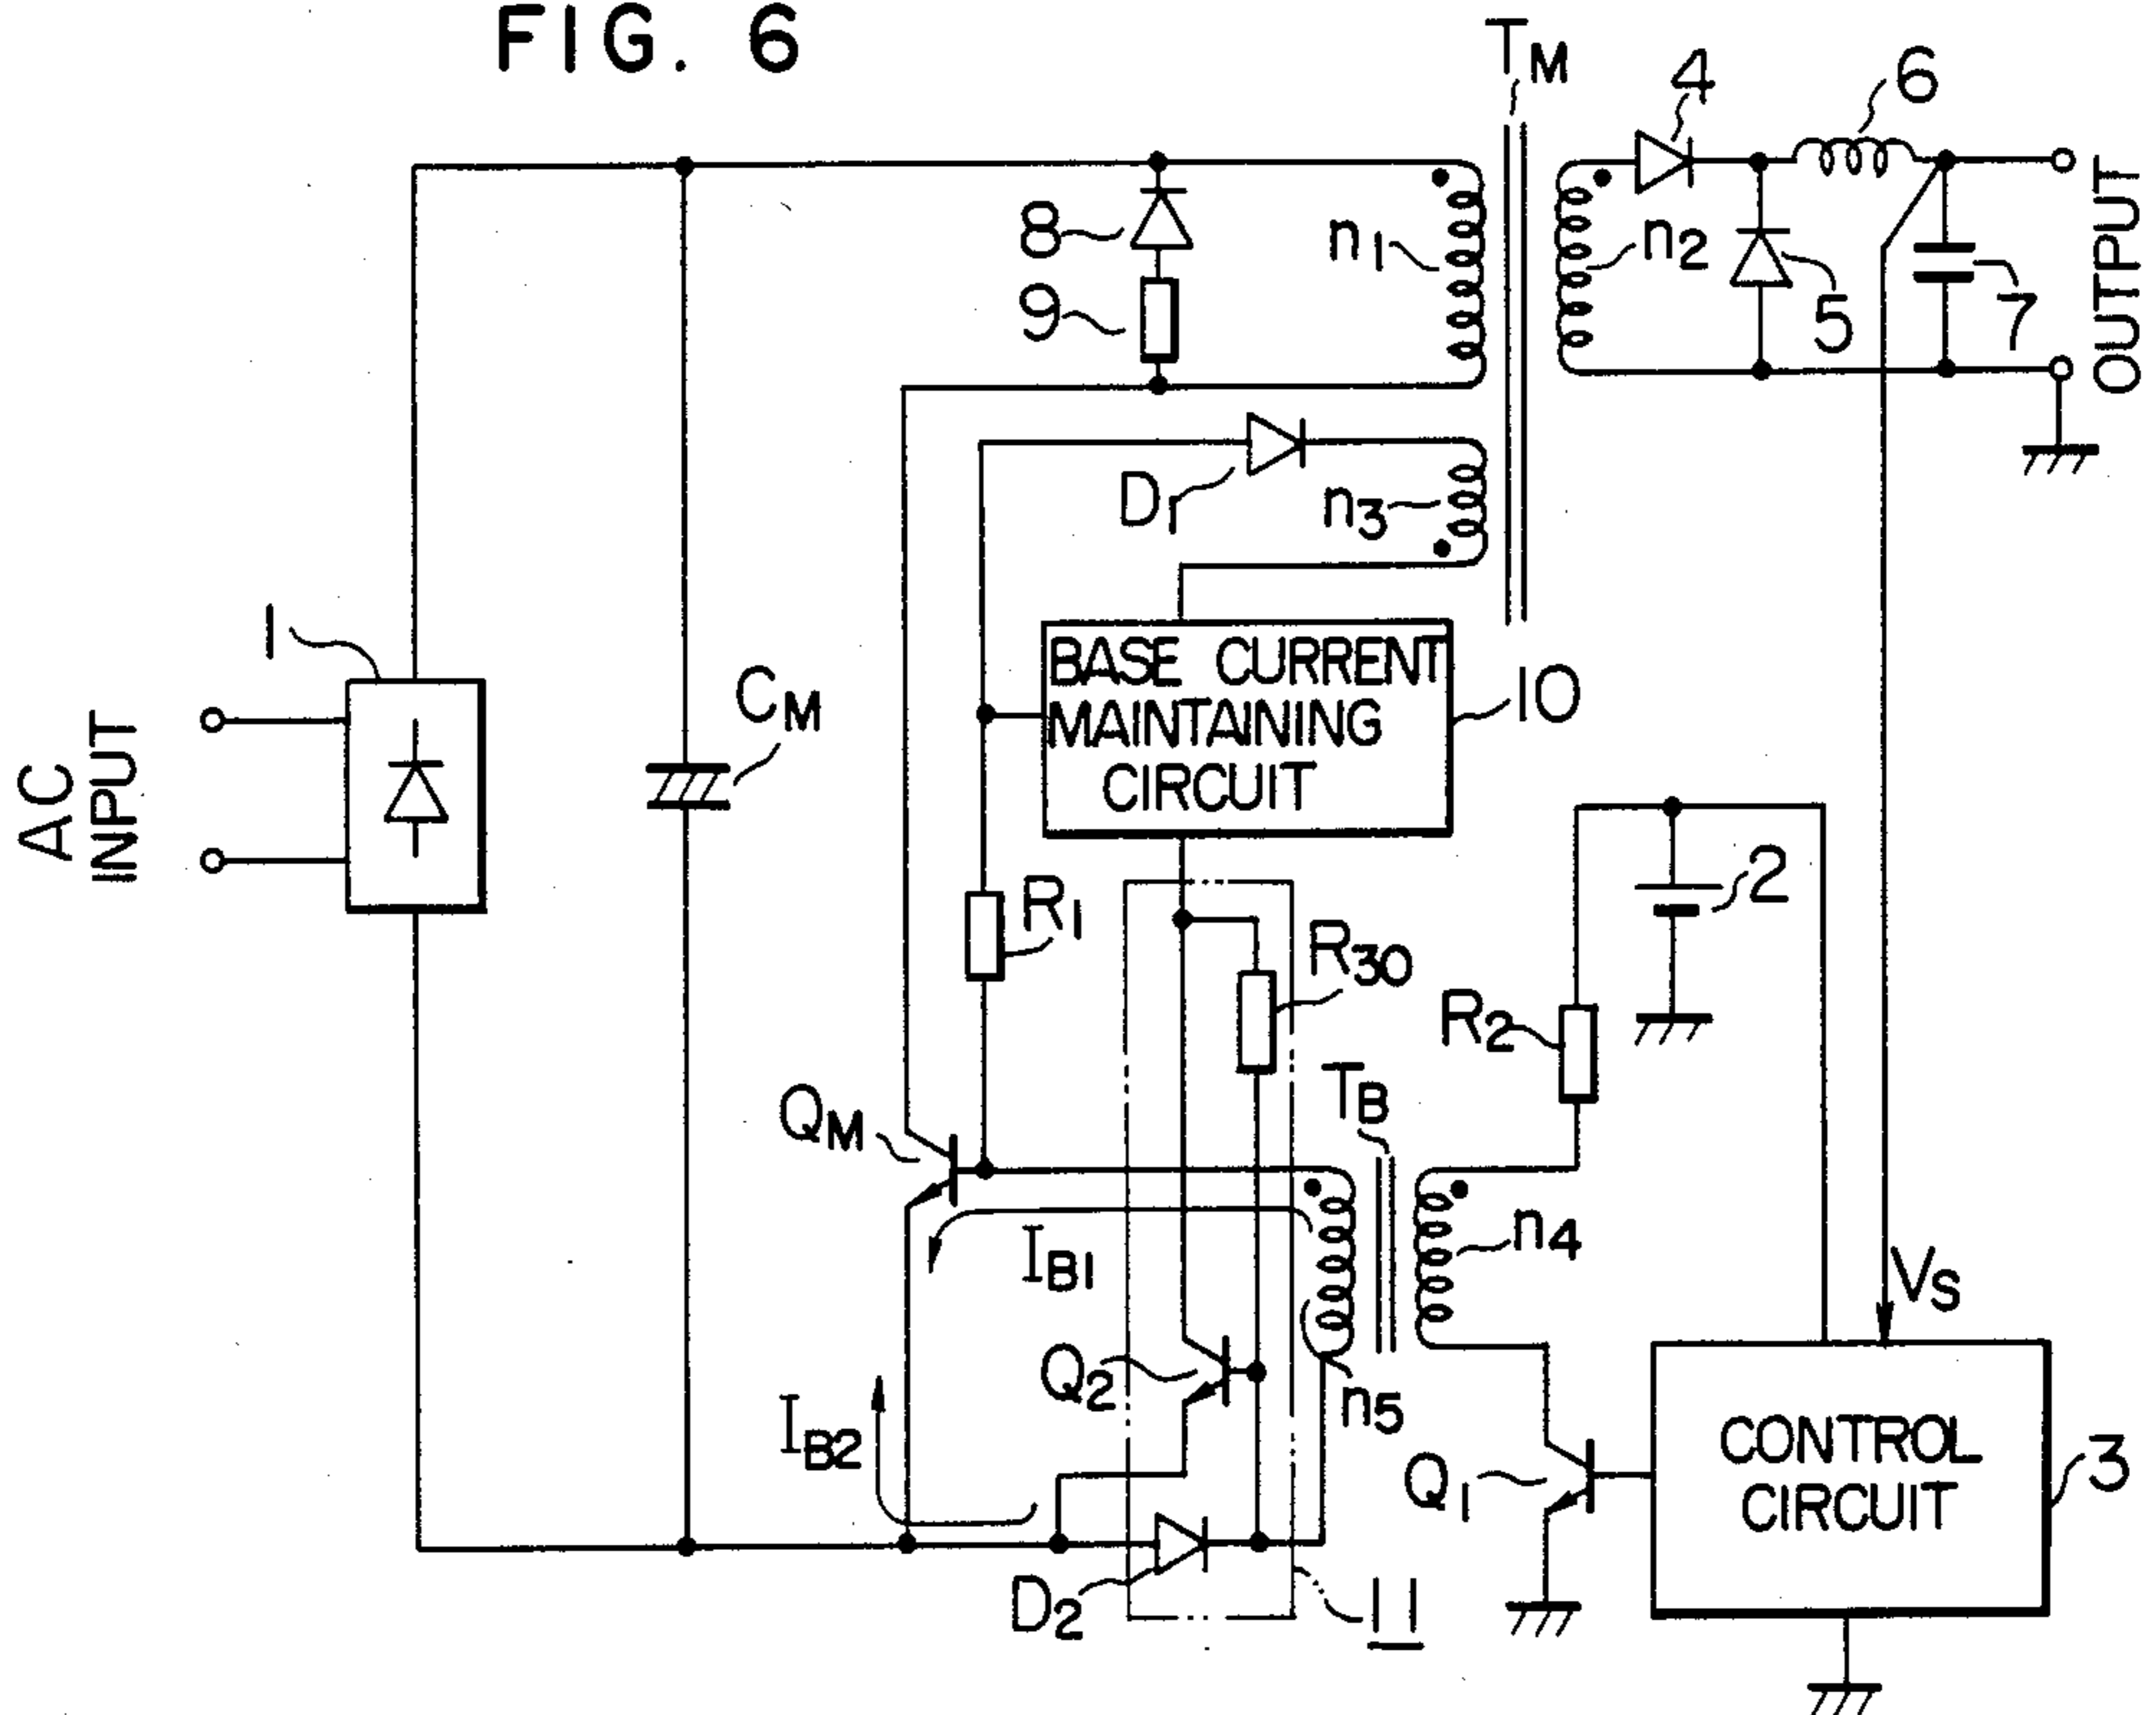 FIG. 6
TM
4
6
8
n1
n2
9
5
7
OUTPUT
D1
n3
1
BASE CURRENT
MAINTAINING
CIRCUIT
10
CM
AC
INPUT
2
R1
R30
R2
TB
QM
n4
IB1
VS
Q2
n5
IB2
Q1
CONTROL
CIRCUIT
3
D2
11